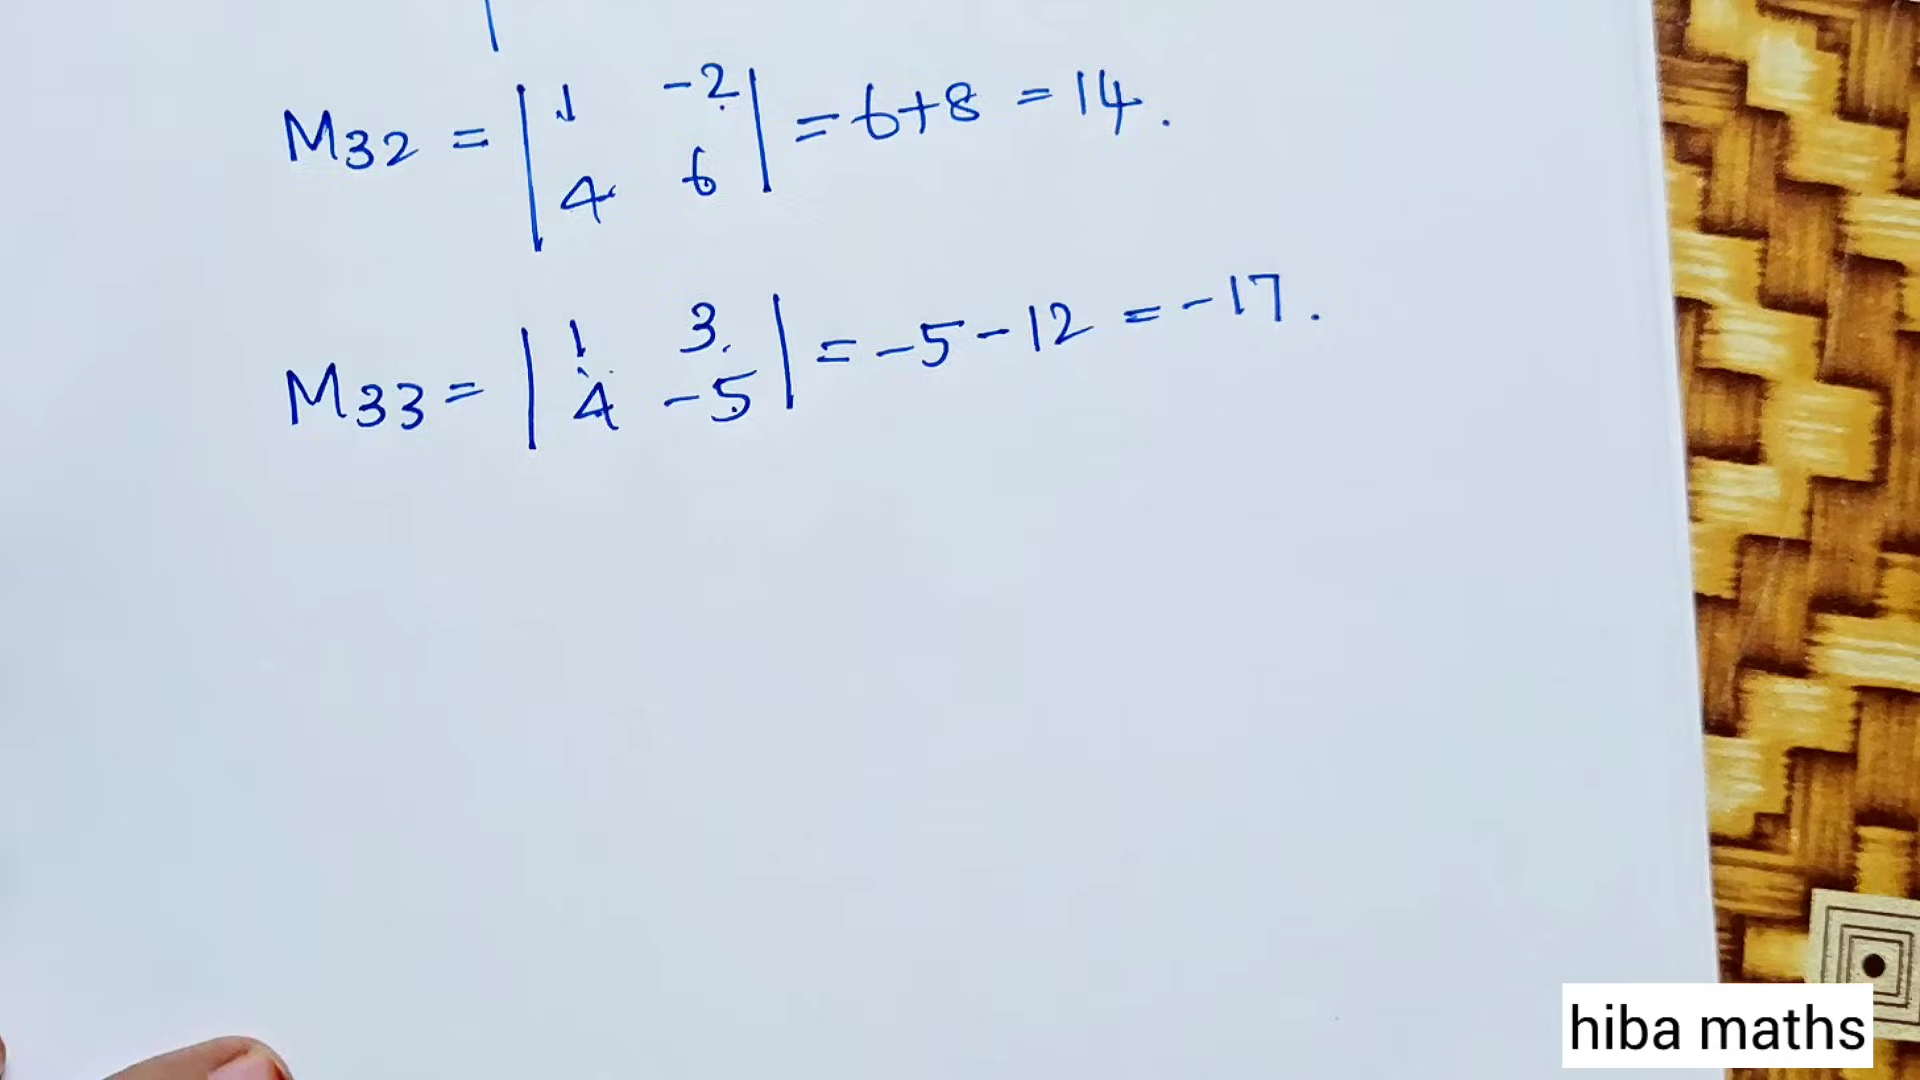 M32 = | 1 -2 | = 6+8 = 14.
| 4 6 |
M33 = | 1 3. | = -5-12 = -17.
| 4 -5 |
hiba maths